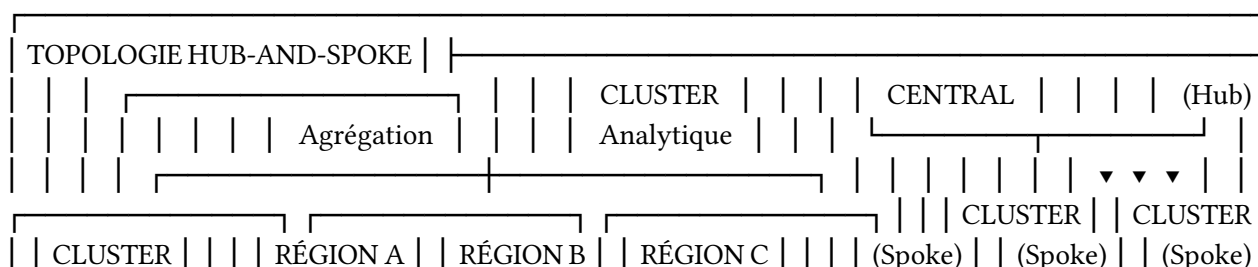 TOPOLOGIE HUB-AND-SPOKE
CLUSTER CENTRAL (Hub)
Agrégation Analytique
▼ ▼ ▼
CLUSTER CLUSTER
CLUSTER RÉGION A RÉGION B RÉGION C (Spoke) (Spoke) (Spoke)